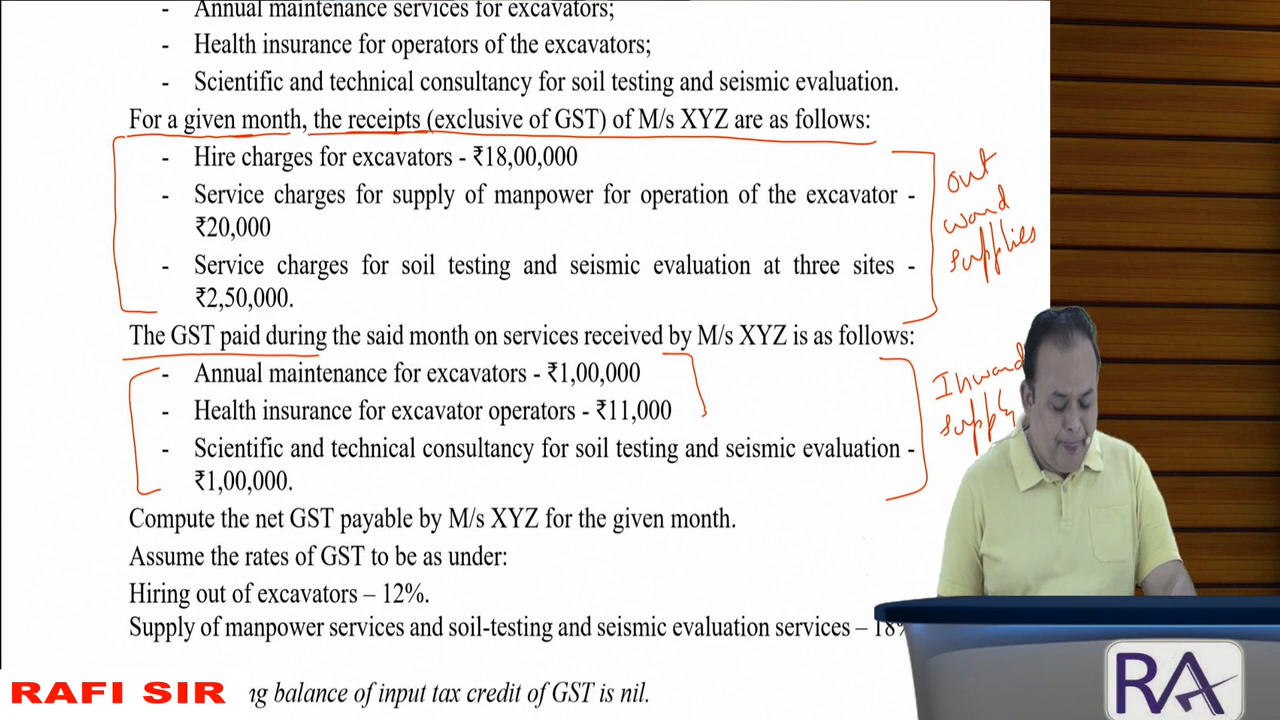 - Annual maintenance services for excavators;
- Health insurance for operators of the excavators;
- Scientific and technical consultancy for soil testing and seismic evaluation.
For a given month, the receipts (exclusive of GST) of M/s XYZ are as follows:
- Hire charges for excavators - ₹18,00,000
- Service charges for supply of manpower for operation of the excavator -
₹20,000
- Service charges for soil testing and seismic evaluation at three sites -
₹2,50,000.
out
ward
supplies
The GST paid during the said month on services received by M/s XYZ is as follows:
- Annual maintenance for excavators - ₹1,00,000
- Health insurance for excavator operators - ₹11,000
- Scientific and technical consultancy for soil testing and seismic evaluation -
₹1,00,000.
Inward
supply
Compute the net GST payable by M/s XYZ for the given month.
Assume the rates of GST to be as under:
Hiring out of excavators – 12%.
Supply of manpower services and soil-testing and seismic evaluation services – 18%
balance of input tax credit of GST is nil.
RAFI SIR
RA